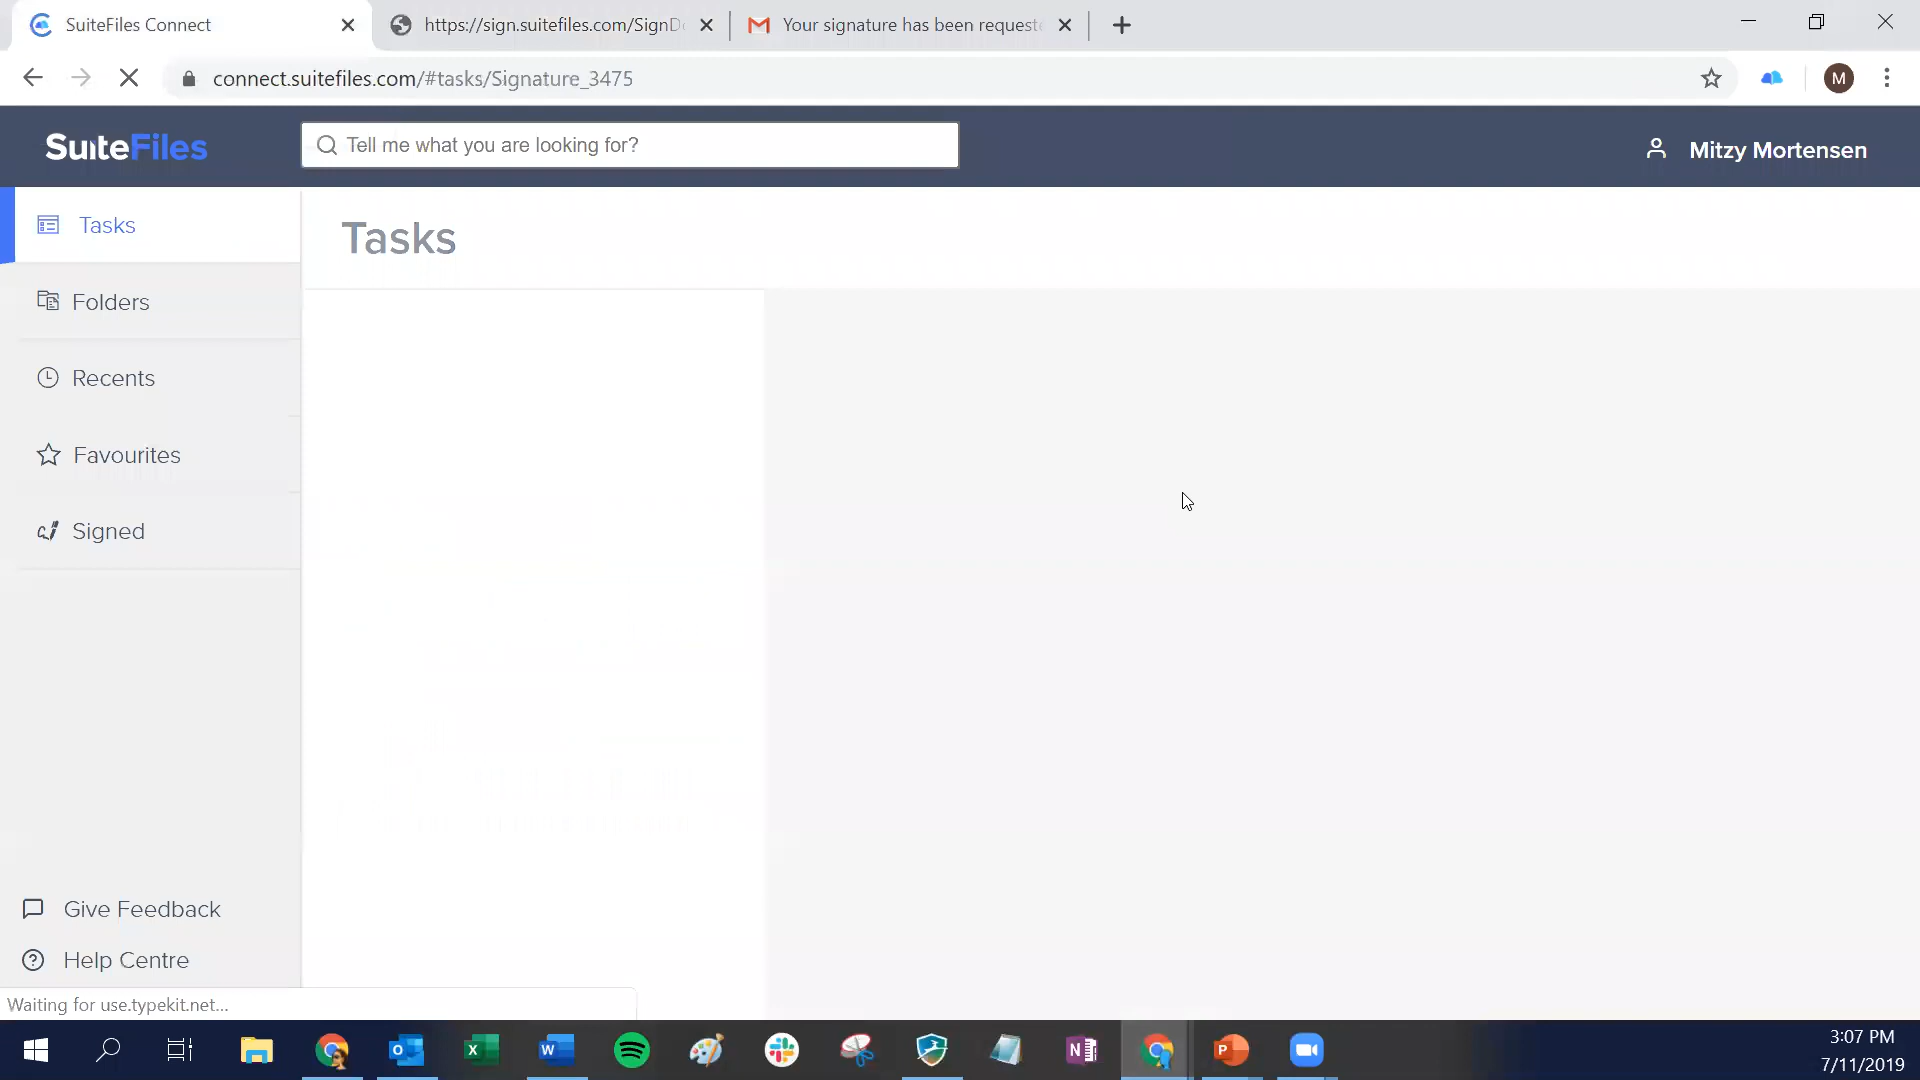 SuiteFiles Connect
https://sign.suitefiles.com/SignD
Your signature has been request
connect.suitefiles.com/#tasks/Signature_3475
M
SuiteFiles
Tell me what you are looking for?
Mitzy Mortensen
Tasks
Tasks
Folders
Recents
Favourites
Signed
Give Feedback
Help Centre
Waiting for use.typekit.net...
3:07 PM
7/11/2019